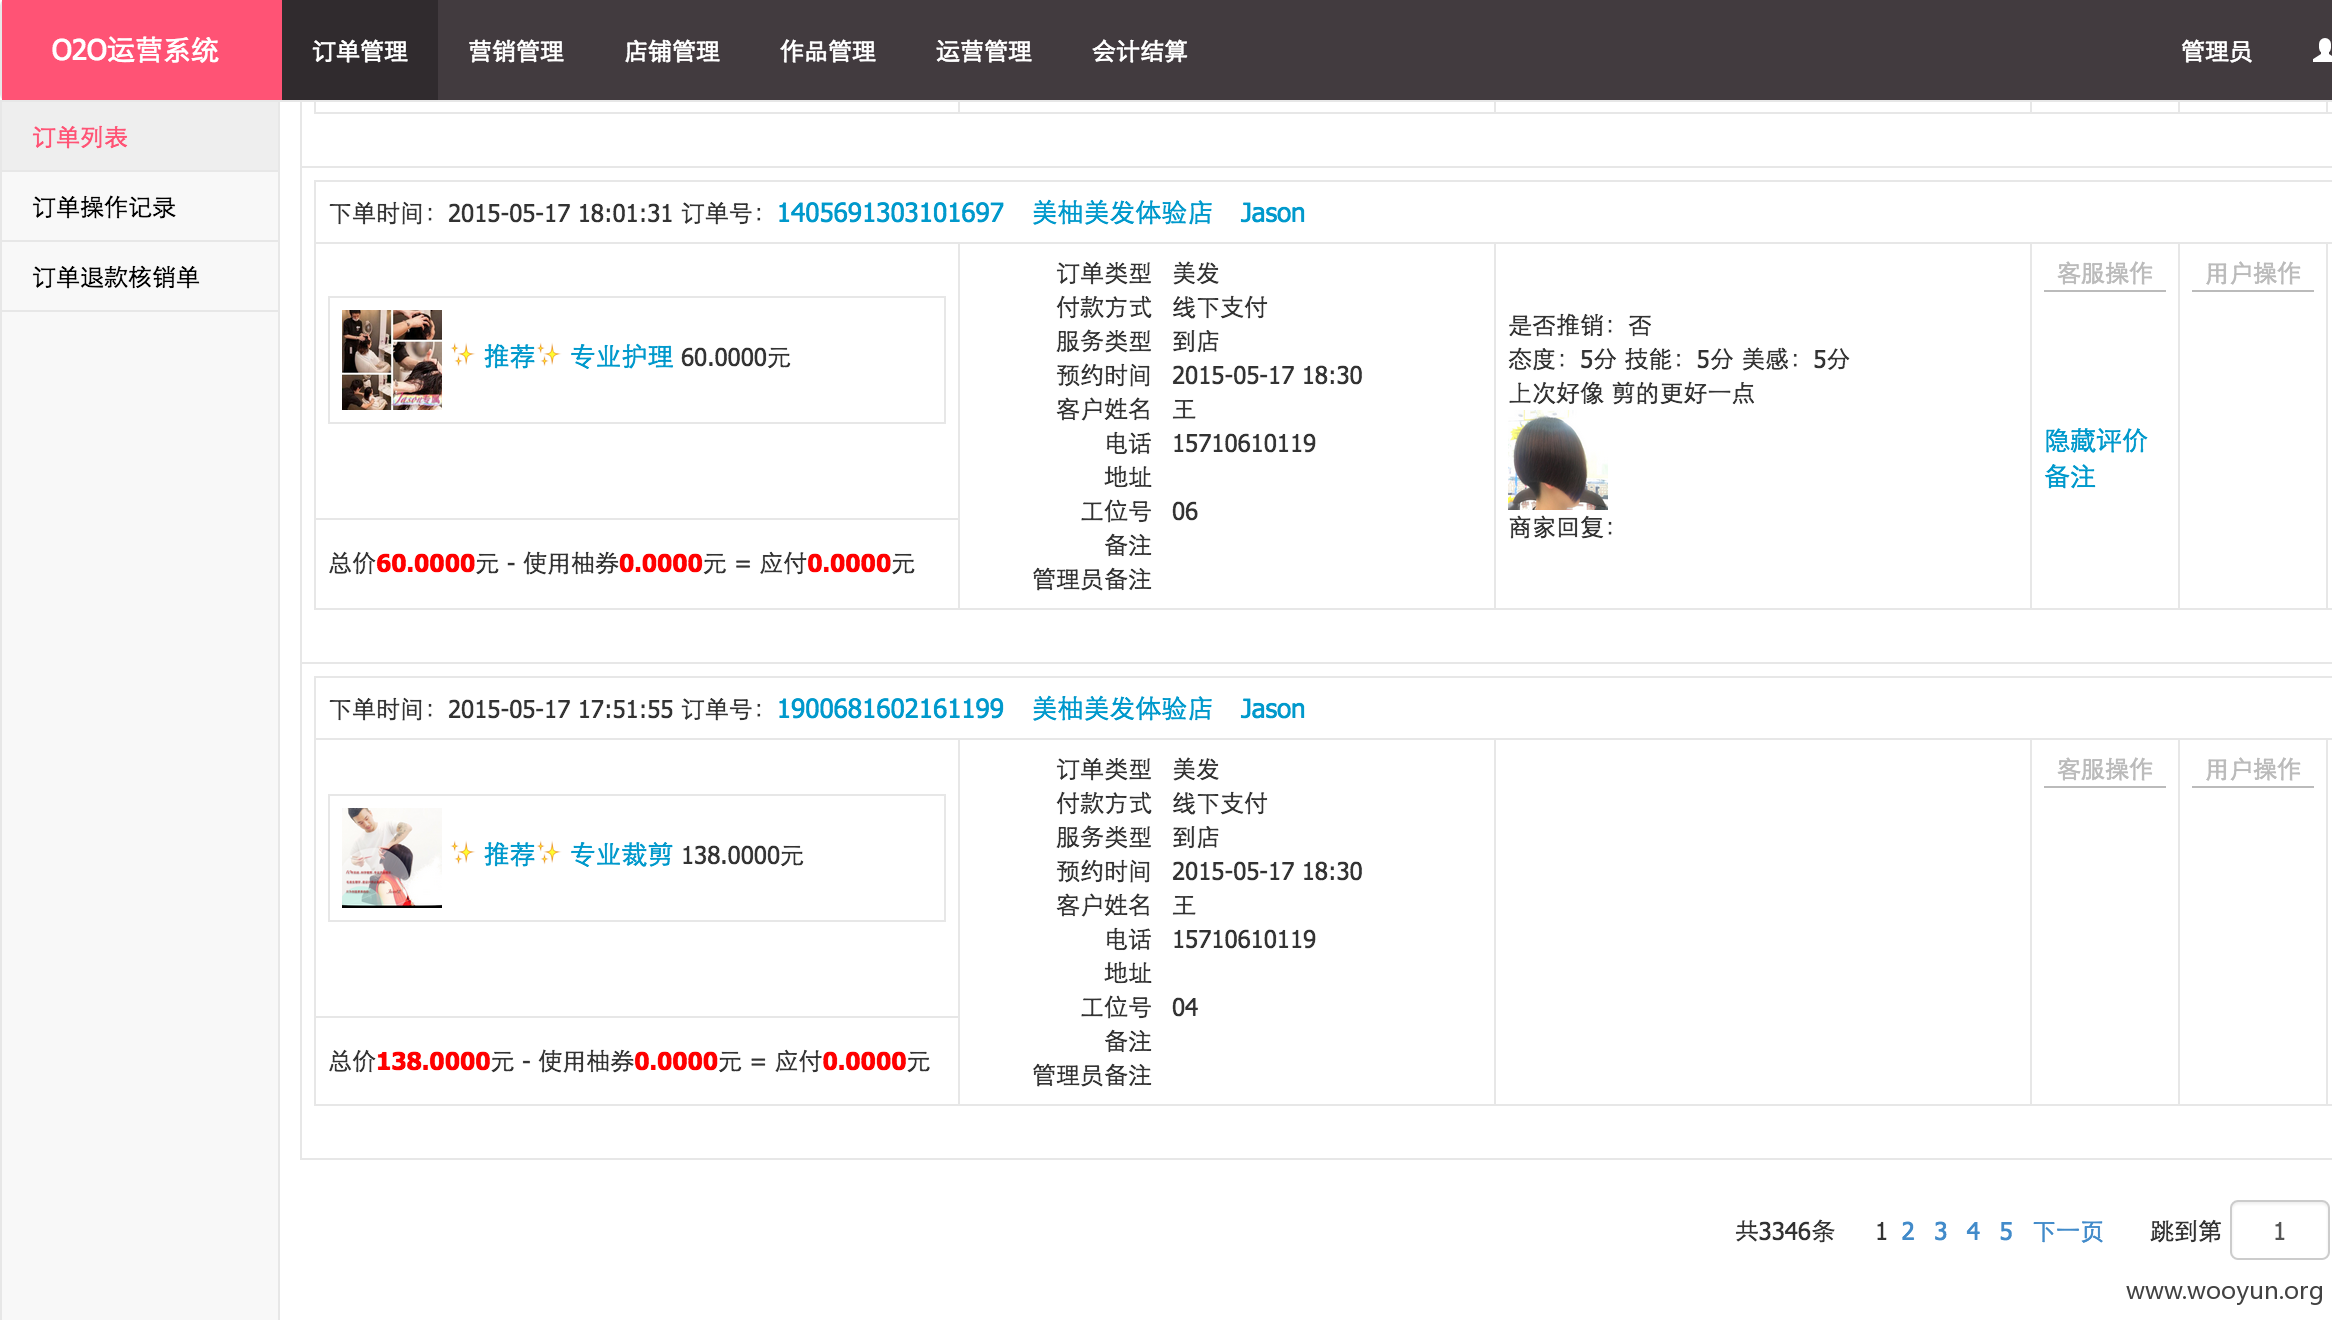 O2O运营系统 订单管理 营销管理 店铺管理 作品管理 运营管理 会计结算 管理员
订单列表
订单操作记录
订单退款核销单
下单时间：2015-05-17 18:01:31 订单号：1405691303101697 美柚美发体验店 Jason
✨ 推荐✨ 专业护理 60.0000元
总价60.0000元 - 使用柚券0.0000元 = 应付0.0000元
订单类型 美发
付款方式 线下支付
服务类型 到店
预约时间 2015-05-17 18:30
客户姓名 王
电话 15710610119
地址
工位号 06
备注
管理员备注
是否推销：否
态度：5分 技能：5分 美感：5分
上次好像 剪的更好一点
商家回复：
客服操作
隐藏评价
备注
用户操作
下单时间：2015-05-17 17:51:55 订单号：1900681602161199 美柚美发体验店 Jason
✨ 推荐✨ 专业裁剪 138.0000元
总价138.0000元 - 使用柚券0.0000元 = 应付0.0000元
订单类型 美发
付款方式 线下支付
服务类型 到店
预约时间 2015-05-17 18:30
客户姓名 王
电话 15710610119
地址
工位号 04
备注
管理员备注
客服操作
用户操作
共3346条 1 2 3 4 5 下一页 跳到第 1
www.wooyun.org